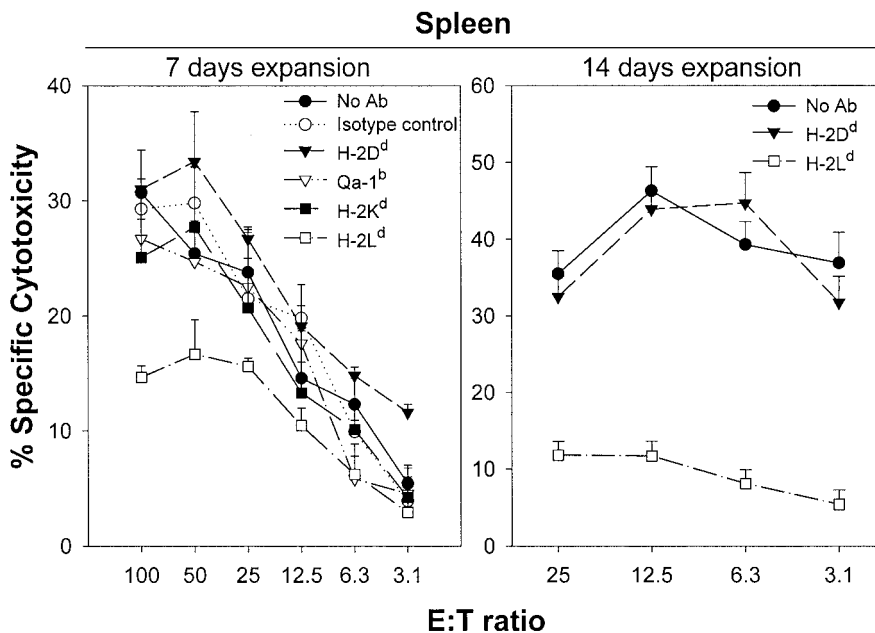 Spleen
7 days expansion
14 days expansion
% Specific Cytotoxicity
40
30
20
10
0
No Ab
Isotype control
H-2Dᵈ
Qa-1ᵇ
H-2Kᵈ
H-2Lᵈ
100 50 25 12.5 6.3 3.1
60
50
40
30
20
10
0
No Ab
H-2Dᵈ
H-2Lᵈ
25 12.5 6.3 3.1
E:T ratio